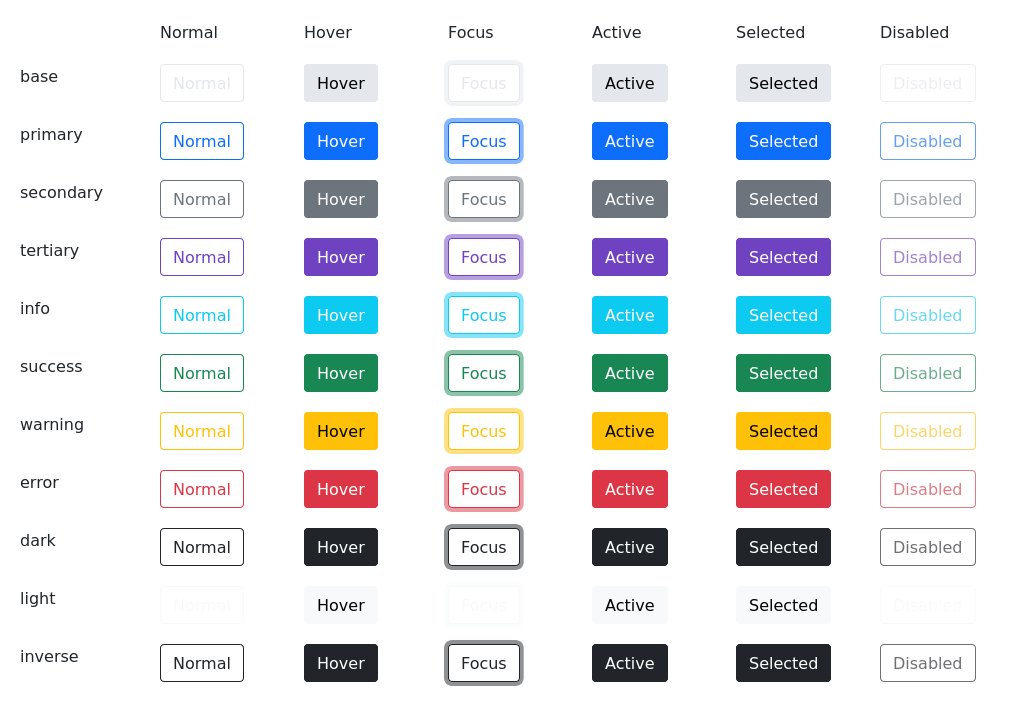 Normal Hover Focus Active Selected Disabled
base Normal Hover Focus Active Selected Disabled
primary Normal Hover Focus Active Selected Disabled
secondary Normal Hover Focus Active Selected Disabled
tertiary Normal Hover Focus Active Selected Disabled
info Normal Hover Focus Active Selected Disabled
success Normal Hover Focus Active Selected Disabled
warning Normal Hover Focus Active Selected Disabled
error Normal Hover Focus Active Selected Disabled
dark Normal Hover Focus Active Selected Disabled
light Normal Hover Focus Active Selected Disabled
inverse Normal Hover Focus Active Selected Disabled